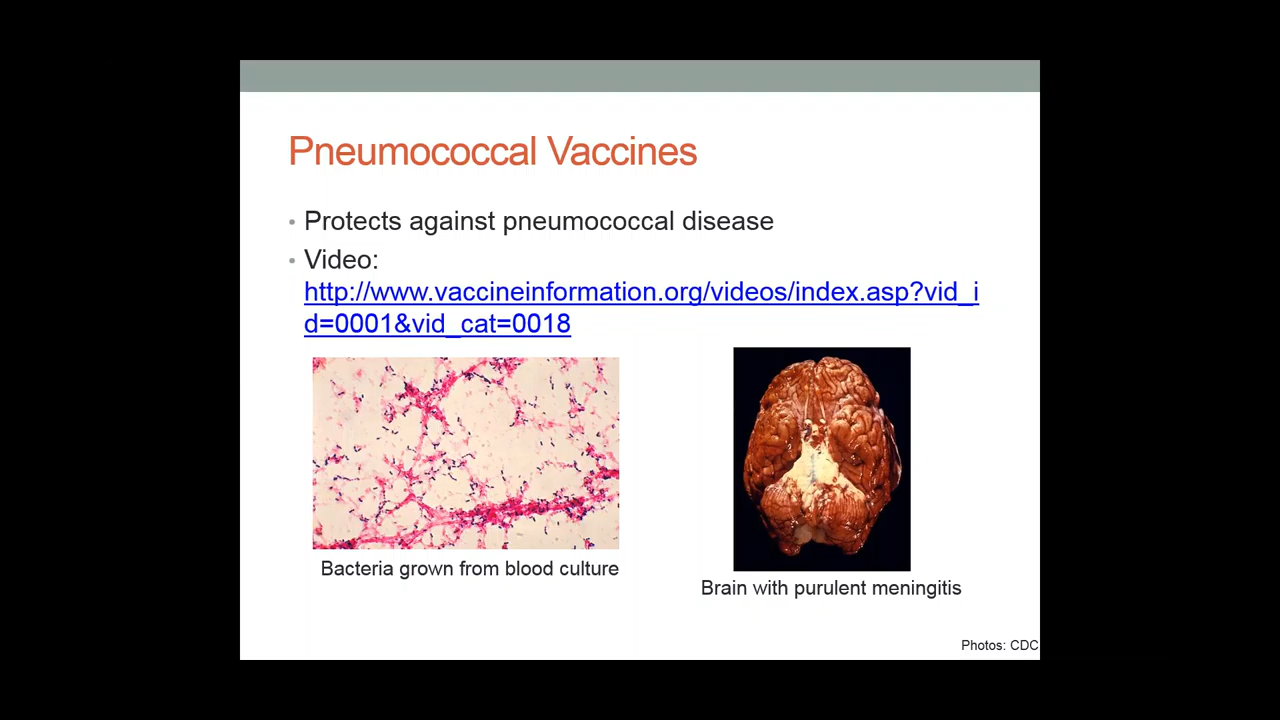 Pneumococcal Vaccines
• Protects against pneumococcal disease
• Video:
http://www.vaccineinformation.org/videos/index.asp?vid_i
d=0001&vid_cat=0018
Bacteria grown from blood culture
Brain with purulent meningitis
Photos: CDC